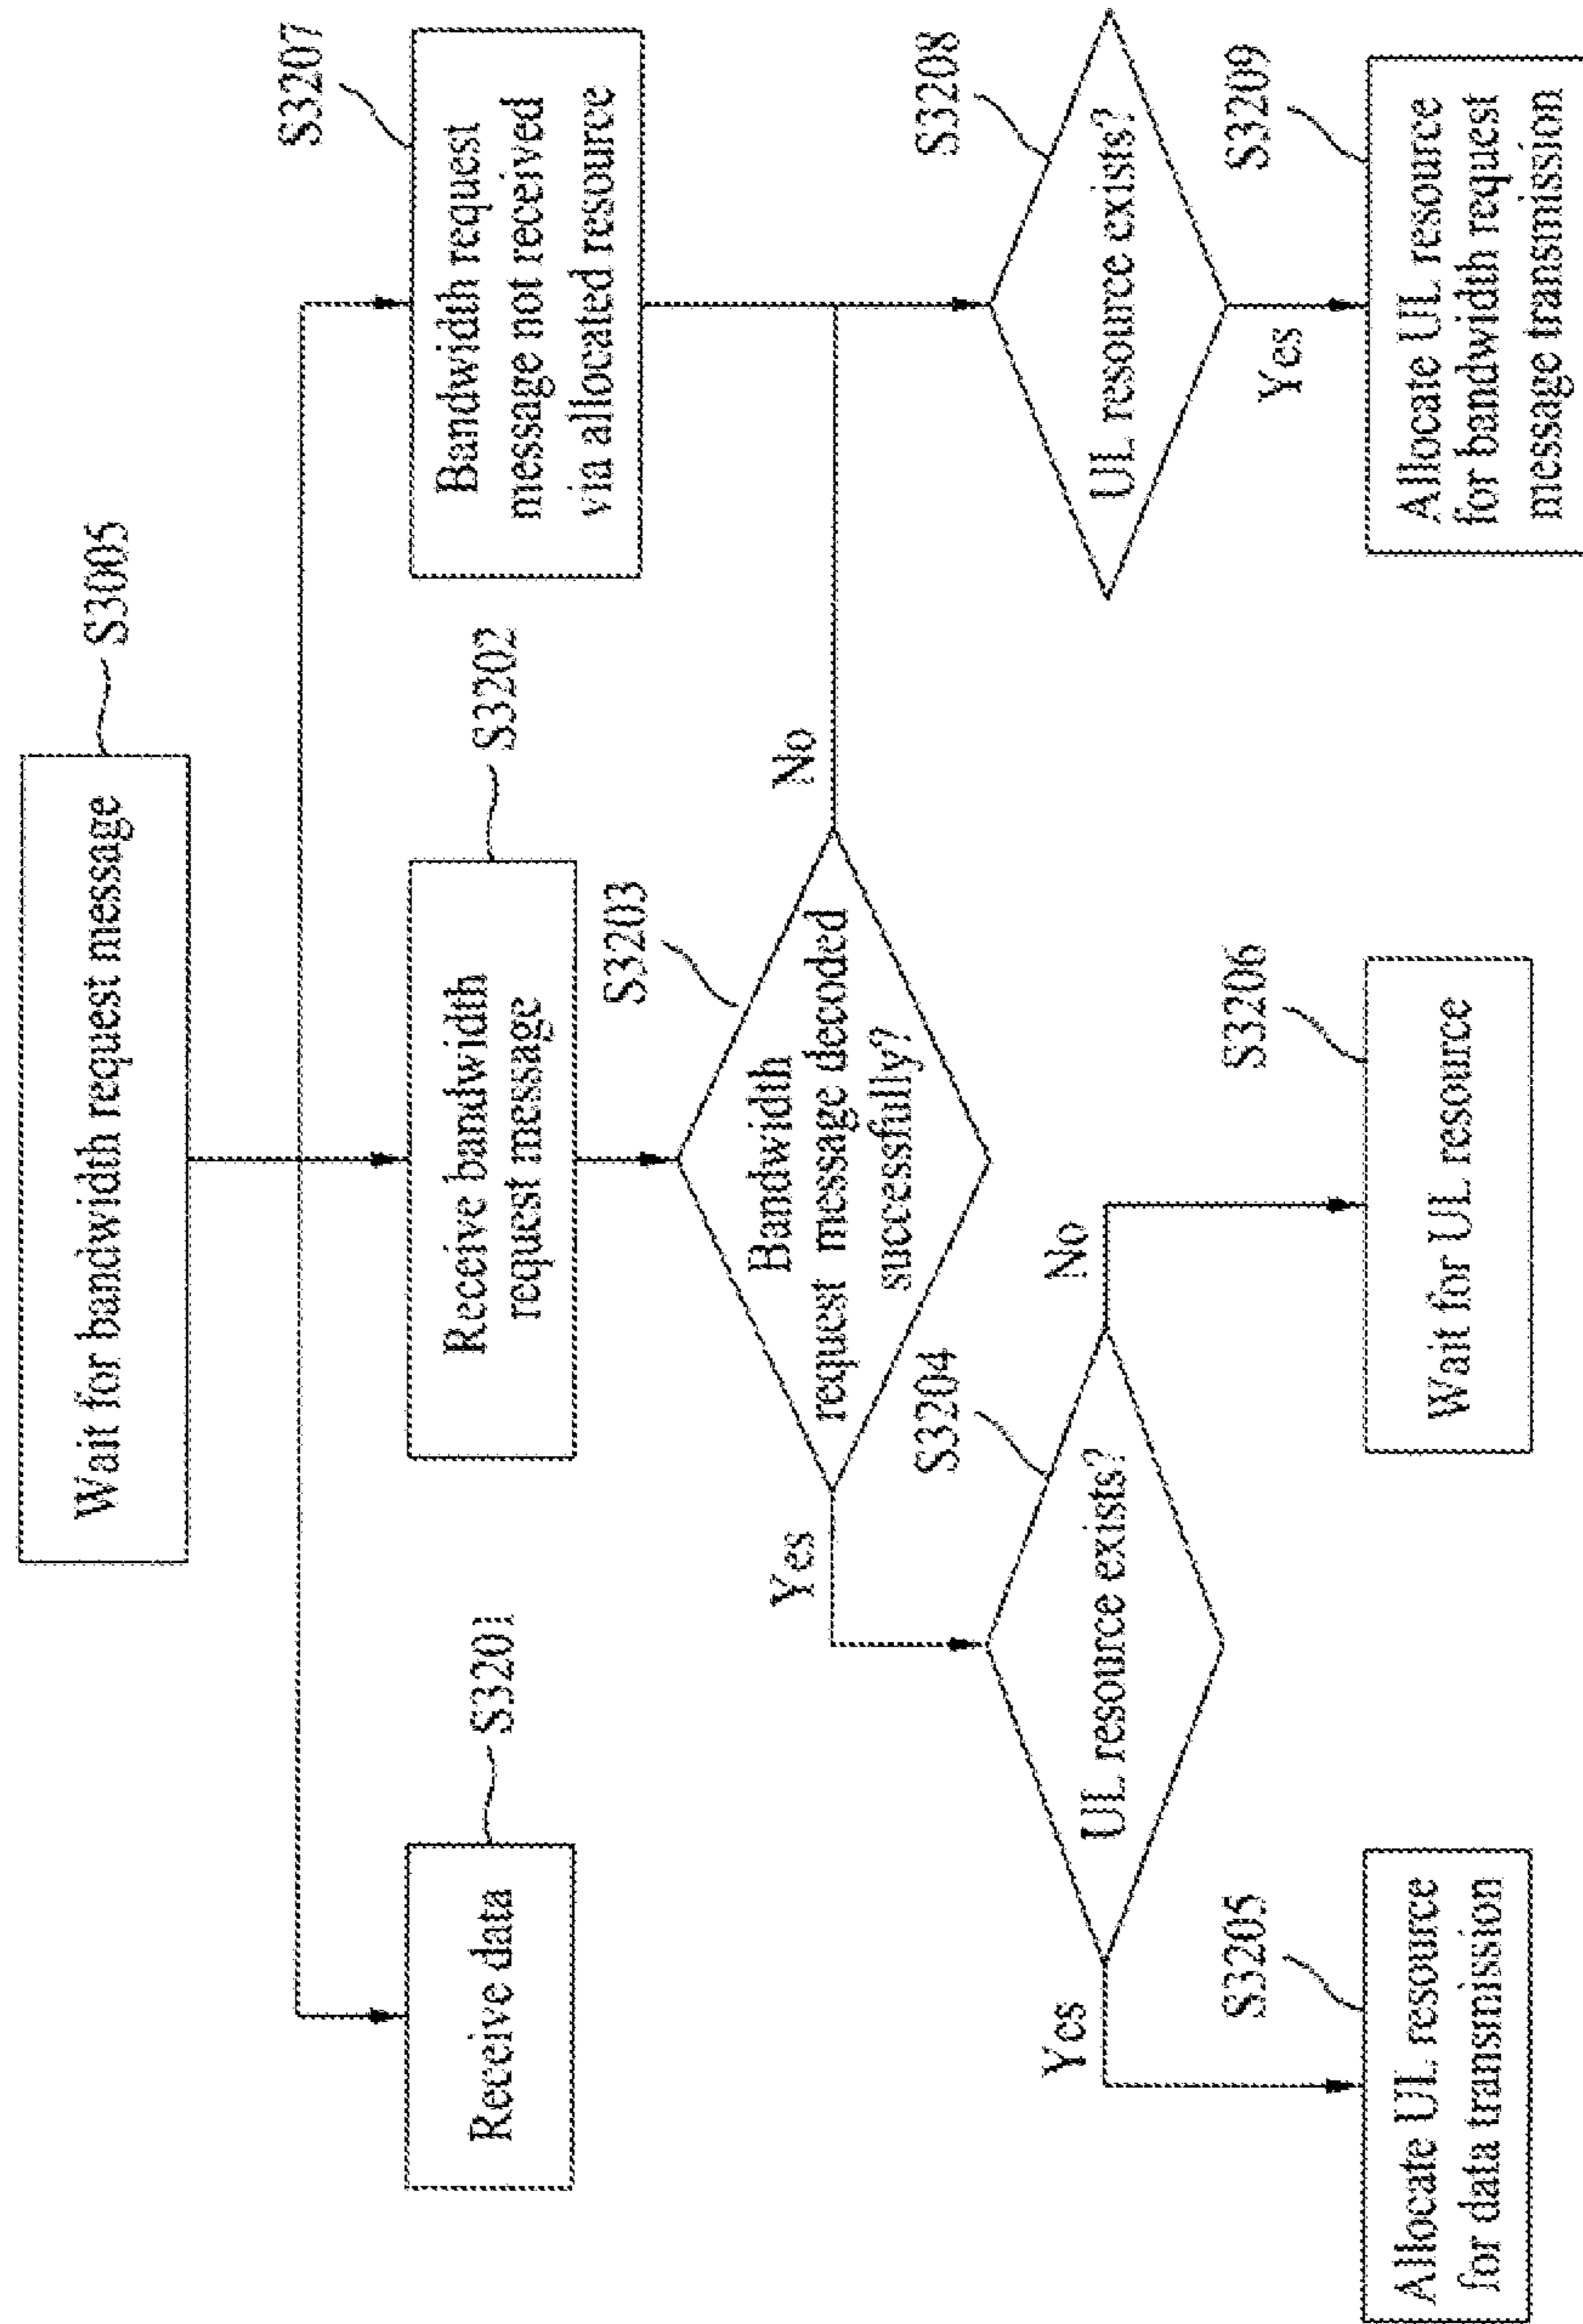 Wait for bandwidth request message
S3005
Receive data
S3201
Receive bandwidth
request message
S3202
Bandwidth request
message not received
via allocated resource
S3207
Bandwidth
request message decoded
successfully?
S3203
Yes
No
UL resource exists?
S3204
UL resource exists?
S3208
Yes
No
Yes
Allocate UL resource
for data transmission
S3205
Wait for UL resource
S3206
Allocate UL resource
for bandwidth request
message transmission
S3209